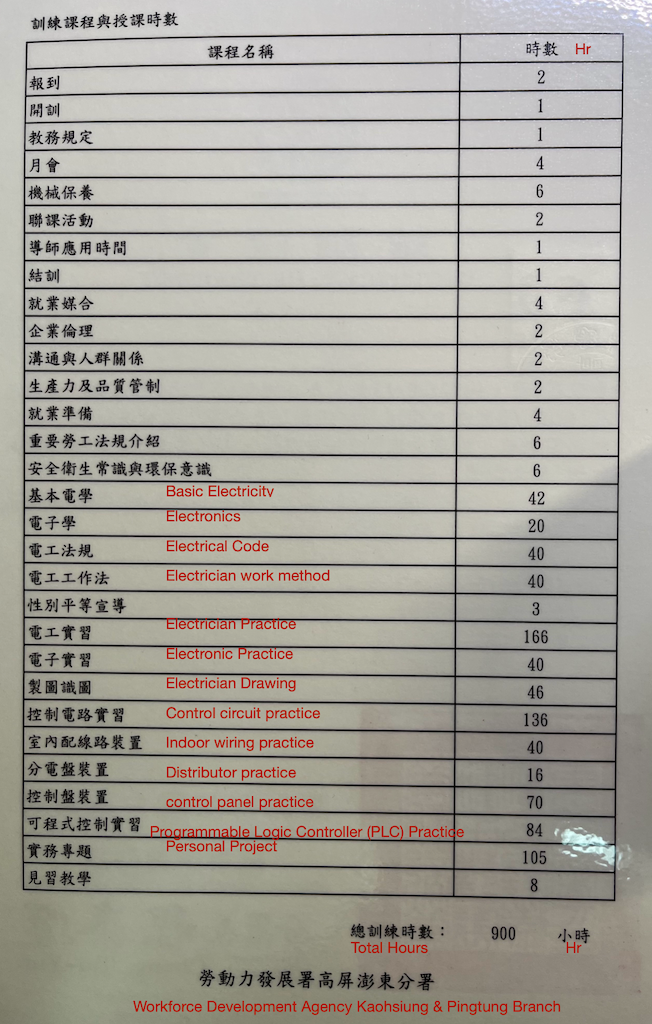 訓練課程與授課時數
課程名稱 時數 Hr
報到 2
開訓 1
教務規定 1
月會 4
機械保養 6
聯課活動 2
導師應用時間 1
結訓 1
就業媒合 4
企業倫理 2
溝通與人群關係 2
生產力及品質管制 2
就業準備 4
重要勞工法規介紹 6
安全衛生常識與環保意識 6
基本電學 Basic Electricity 42
電子學 Electronics 20
電工法規 Electrical Code 40
電工工作法 Electrician work method 40
性別平等宣導 3
電工實習 Electrician Practice 166
電子實習 Electronic Practice 40
製圖識圖 Electrician Drawing 46
控制電路實習 Control circuit practice 136
室內配線路裝置 Indoor wiring practice 40
分電盤裝置 Distributor practice 16
控制盤裝置 control panel practice 70
可程式控制實習 Programmable Logic Controller (PLC) Practice 84
實務專題 Personal Project 105
見習教學 8
總訓練時數： 900 小時
Total Hours Hr
勞動力發展署高屏澎東分署
Workforce Development Agency Kaohsiung & Pingtung Branch